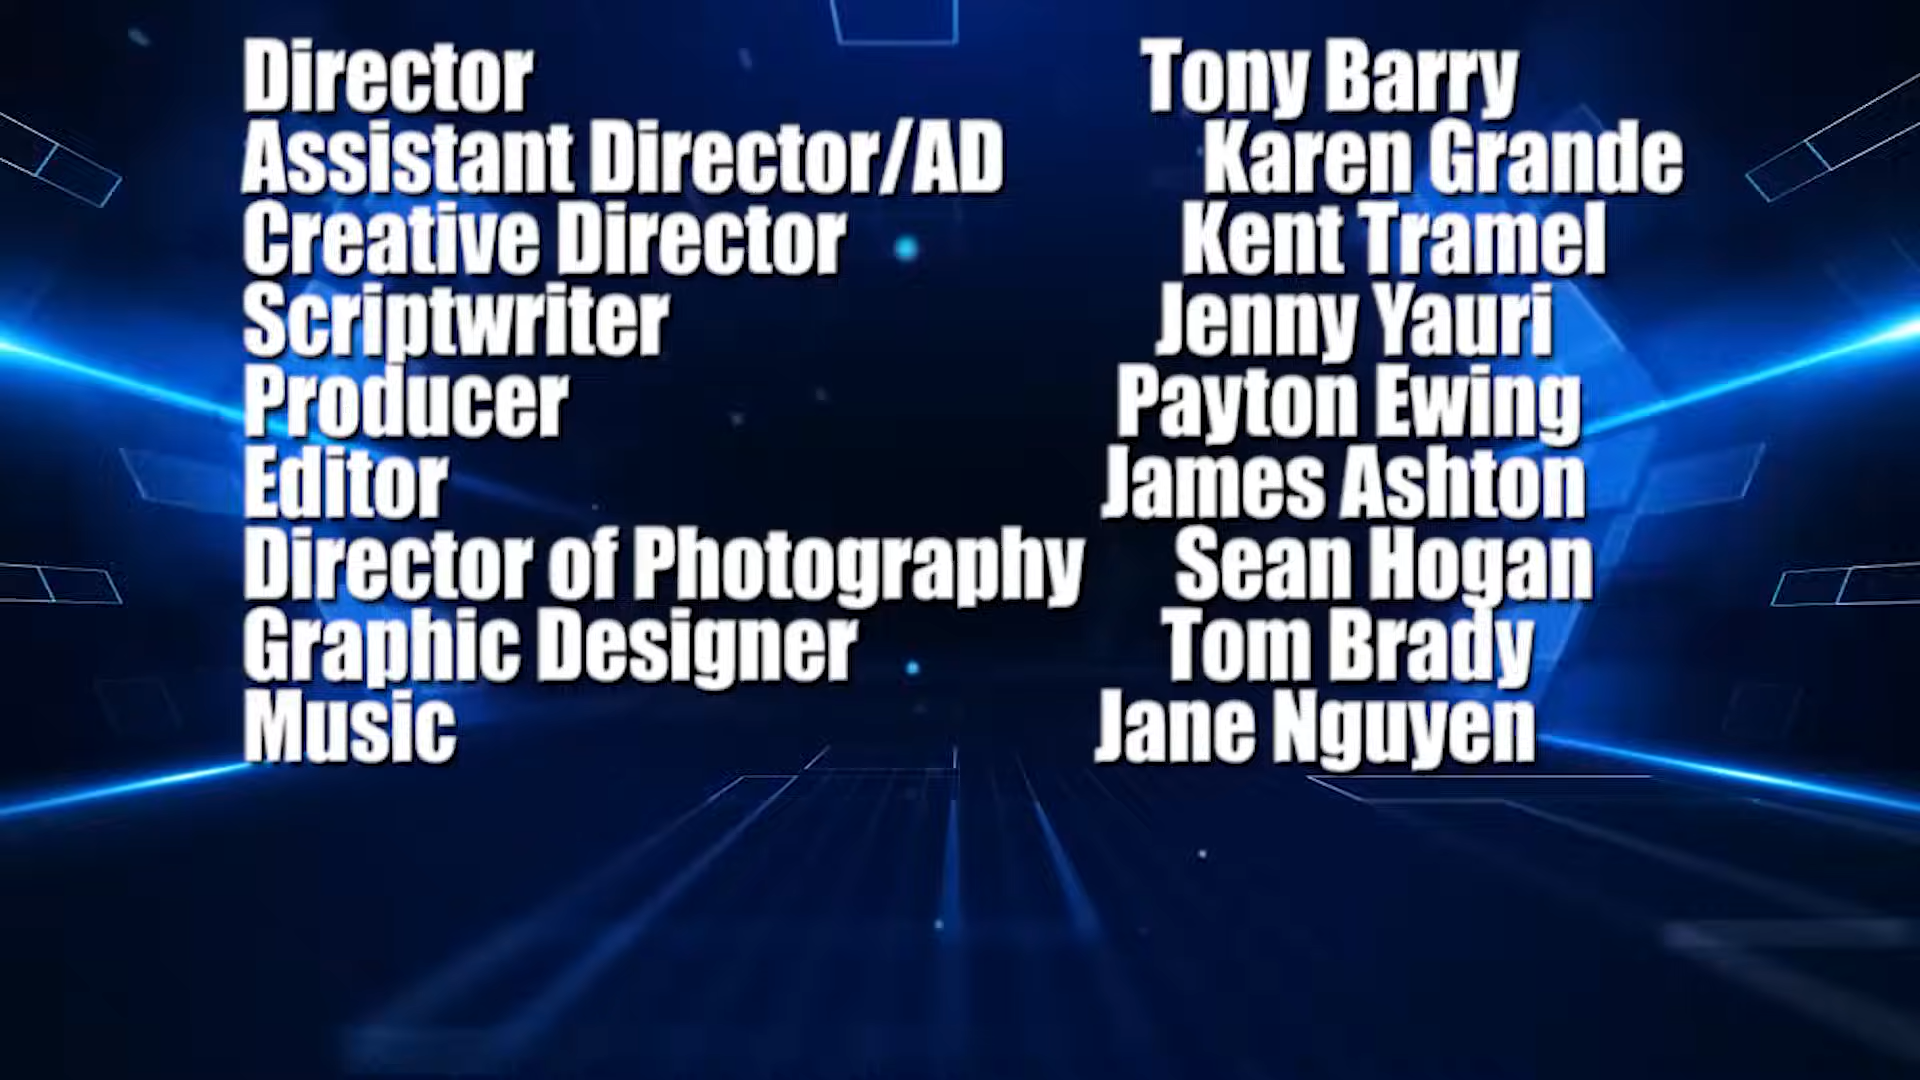 Director Tony Barry
Assistant Director/AD Karen Grande
Creative Director Kent Tramel
Scriptwriter Jenny Yauri
Producer Payton Ewing
Editor James Ashton
Director of Photography Sean Hogan
Graphic Designer Tom Brady
Music Jane Nguyen